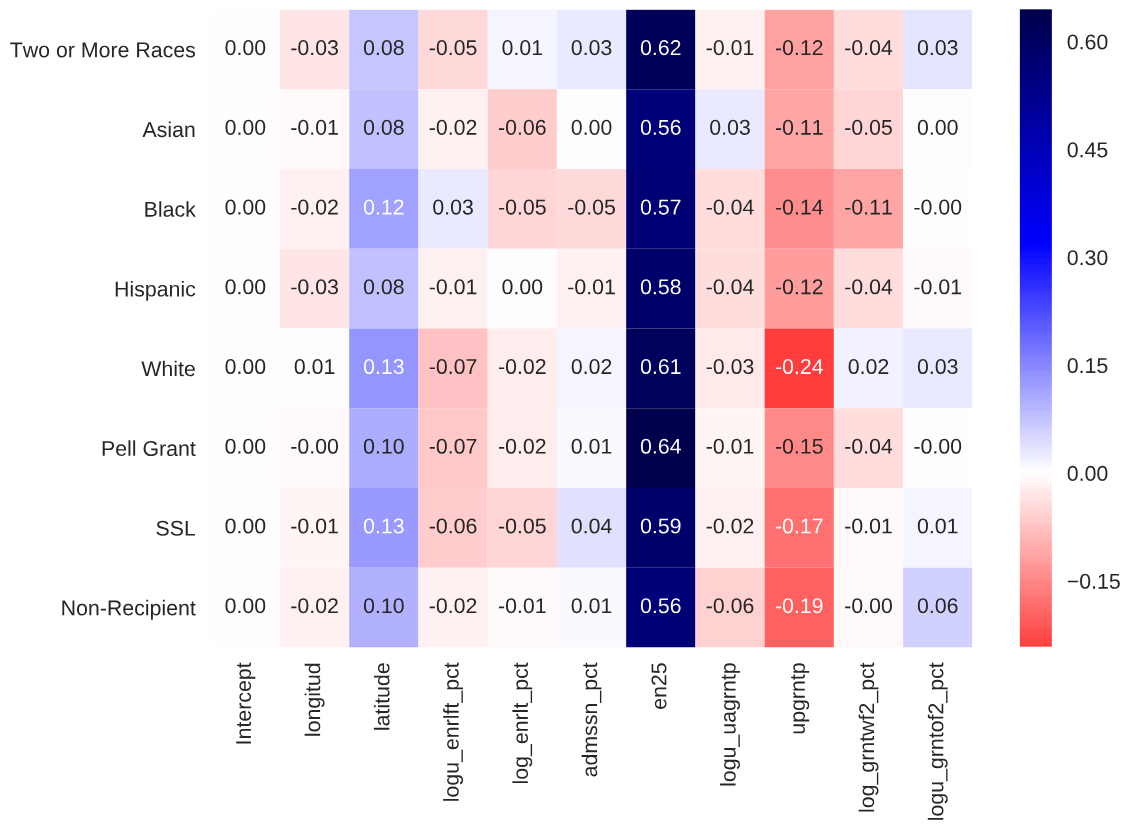 Two or More Races 0.00 -0.03 0.08 -0.05 0.01 0.03 0.62 -0.01 -0.12 -0.04 0.03
Asian 0.00 -0.01 0.08 -0.02 -0.06 0.00 0.56 0.03 -0.11 -0.05 0.00
Black 0.00 -0.02 0.12 0.03 -0.05 -0.05 0.57 -0.04 -0.14 -0.11 -0.00
Hispanic 0.00 -0.03 0.08 -0.01 0.00 -0.01 0.58 -0.04 -0.12 -0.04 -0.01
White 0.00 0.01 0.13 -0.07 -0.02 0.02 0.61 -0.03 -0.24 0.02 0.03
Pell Grant 0.00 -0.00 0.10 -0.07 -0.02 0.01 0.64 -0.01 -0.15 -0.04 -0.00
SSL 0.00 -0.01 0.13 -0.06 -0.05 0.04 0.59 -0.02 -0.17 -0.01 0.01
Non-Recipient 0.00 -0.02 0.10 -0.02 -0.01 0.01 0.56 -0.06 -0.19 -0.00 0.06
Intercept
longitud
latitude
logu_enrlft_pct
log_enrlt_pct
admssn_pct
en25
logu_uagrntp
upgrntp
log_grntwf2_pct
logu_grntof2_pct
0.60
0.45
0.30
0.15
0.00
−0.15